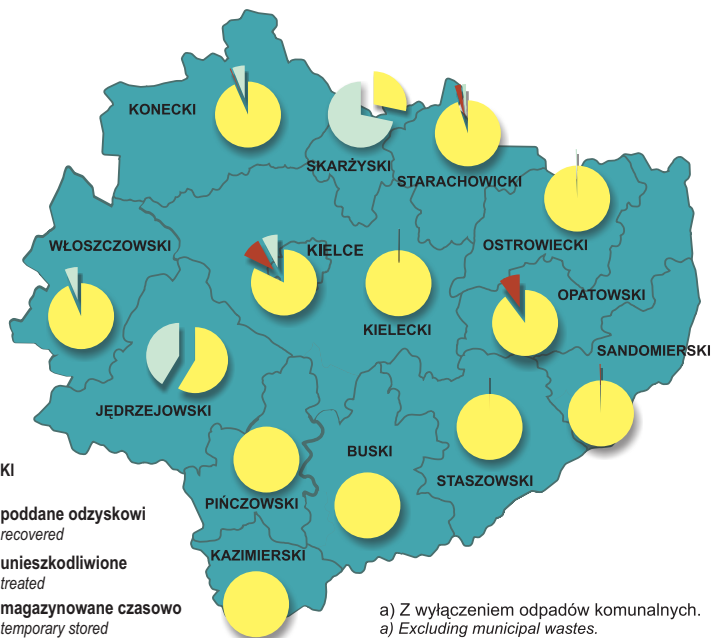 KONECKI
SKARŻYSKI
STARACHOWICKI
WŁOSZCZOWSKI
KIELCE
OSTROWIECKI
OPATOWSKI
KIELECKI
SANDOMIERSKI
JĘDRZEJOWSKI
BUSKI
STASZOWSKI
PIŃCZOWSKI
KAZIMIERSKI
KI
poddane odzyskowi
recovered
unieszkodliwione
treated
magazynowane czasowo
temporary stored
a) Z wyłączeniem odpadów komunalnych.
a) Excluding municipal wastes.